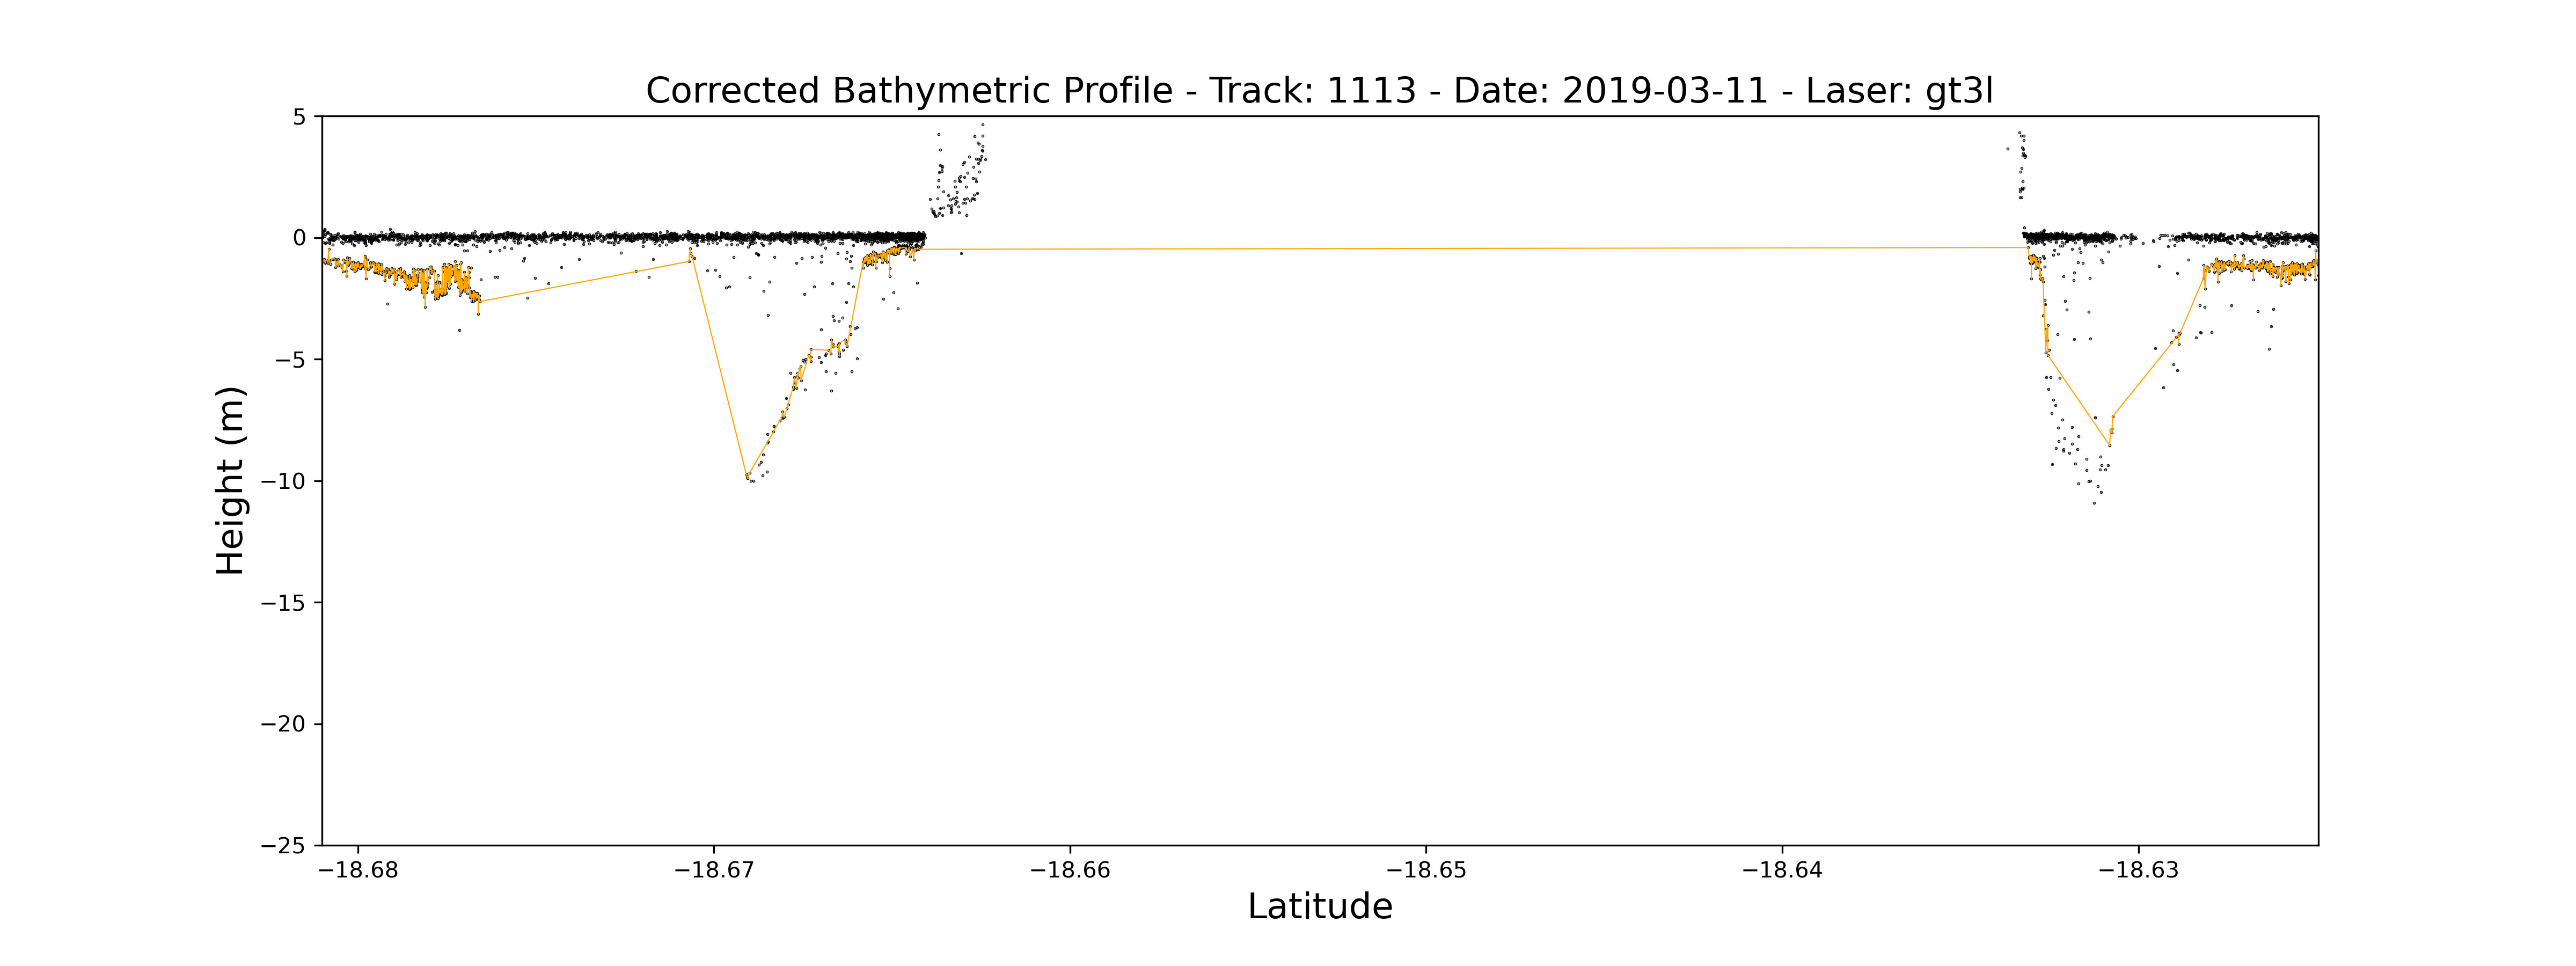 Corrected Bathymetric Profile - Track: 1113 - Date: 2019-03-11 - Laser: gt3l
5
0
−5
−10
−15
−20
−25
Height (m)
−18.68 −18.67 −18.66 −18.65 −18.64 −18.63
Latitude